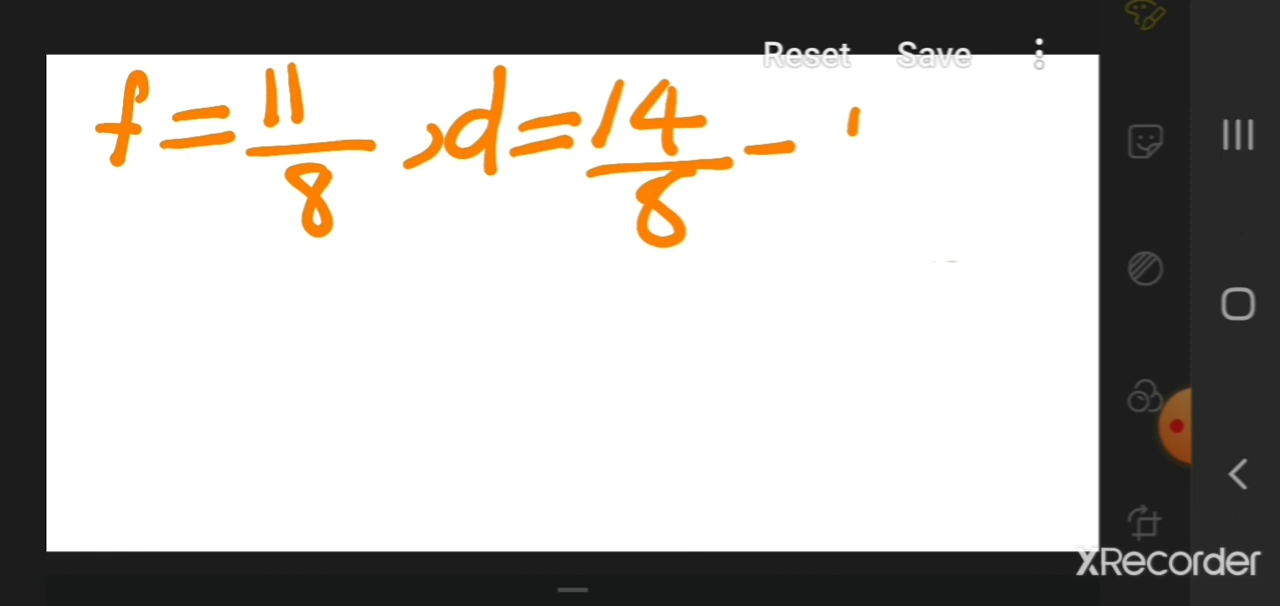 Reset Save
f = 11/8 , d = 14/8 -
XRecorder